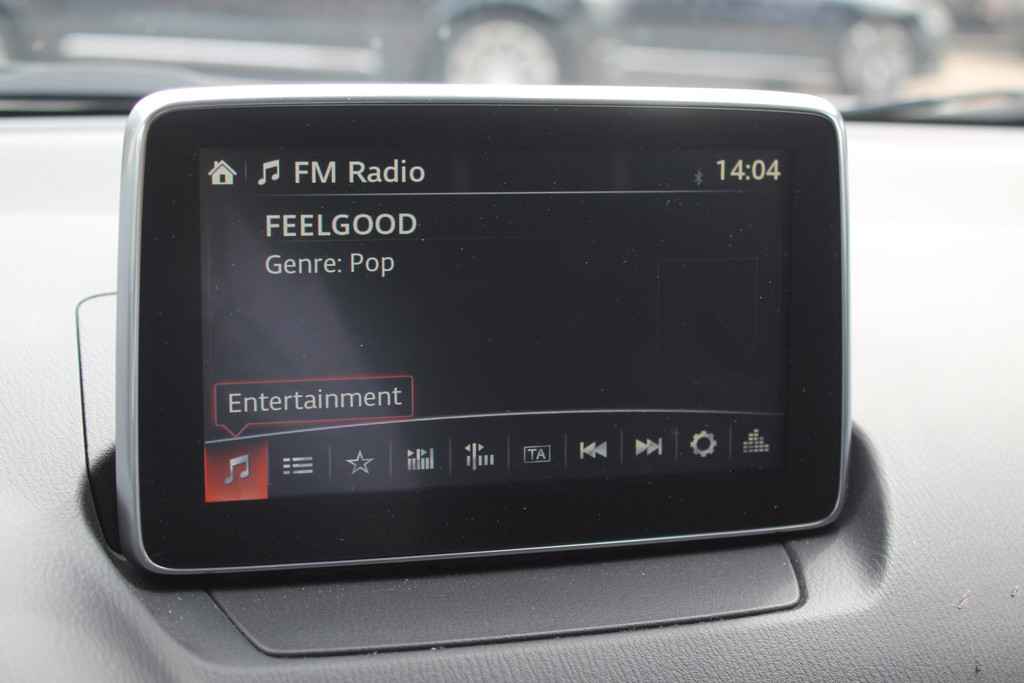 FM Radio
14:04
FEELGOOD
Genre: Pop
Entertainment
TA